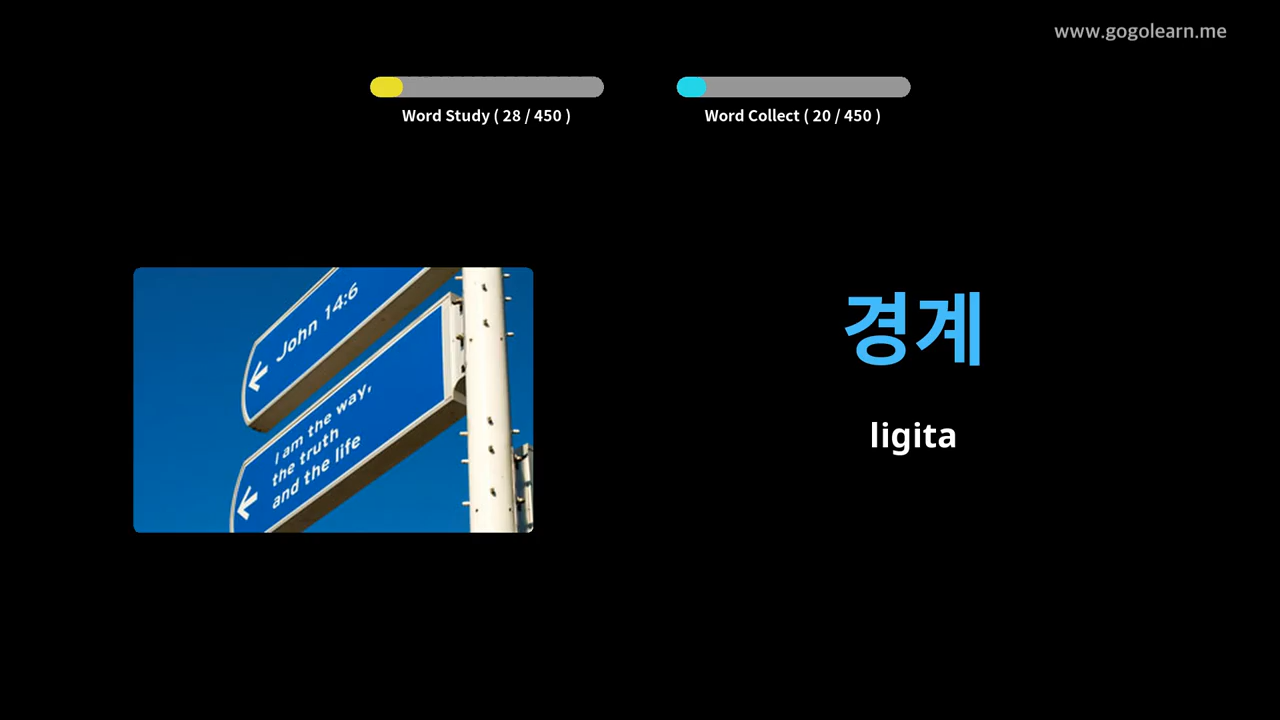 www.gogolearn.me
Word Study ( 28 / 450 )
Word Collect ( 20 / 450 )
John 14:6
I am the way,
the truth
and the life
경계
ligita